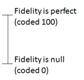 Fidelity is perfect
(coded 100)
Fidelity is null
(coded 0)